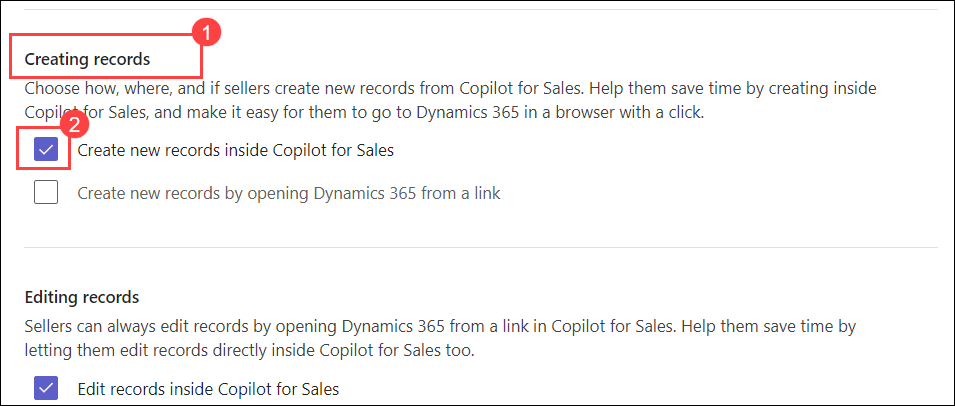 1
Creating records
Choose how, where, and if sellers create new records from Copilot for Sales. Help them save time by creating inside
Copilot for Sales, and make it easy for them to go to Dynamics 365 in a browser with a click.
2
Create new records inside Copilot for Sales
Create new records by opening Dynamics 365 from a link
Editing records
Sellers can always edit records by opening Dynamics 365 from a link in Copilot for Sales. Help them save time by
letting them edit records directly inside Copilot for Sales too.
Edit records inside Copilot for Sales